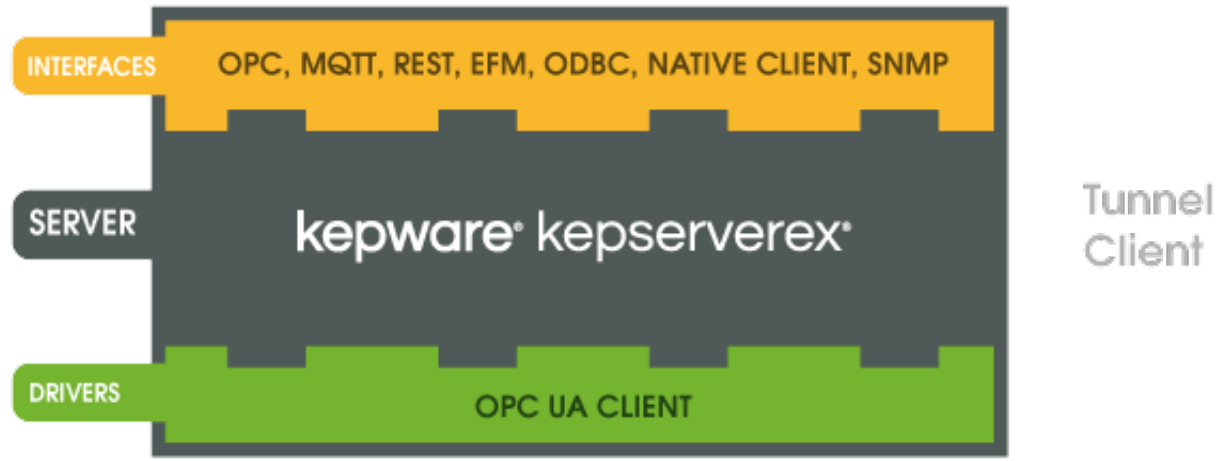 INTERFACES
OPC, MQTT, REST, EFM, ODBC, NATIVE CLIENT, SNMP
SERVER
kepware® kepserverex®
Tunnel
Client
DRIVERS
OPC UA CLIENT